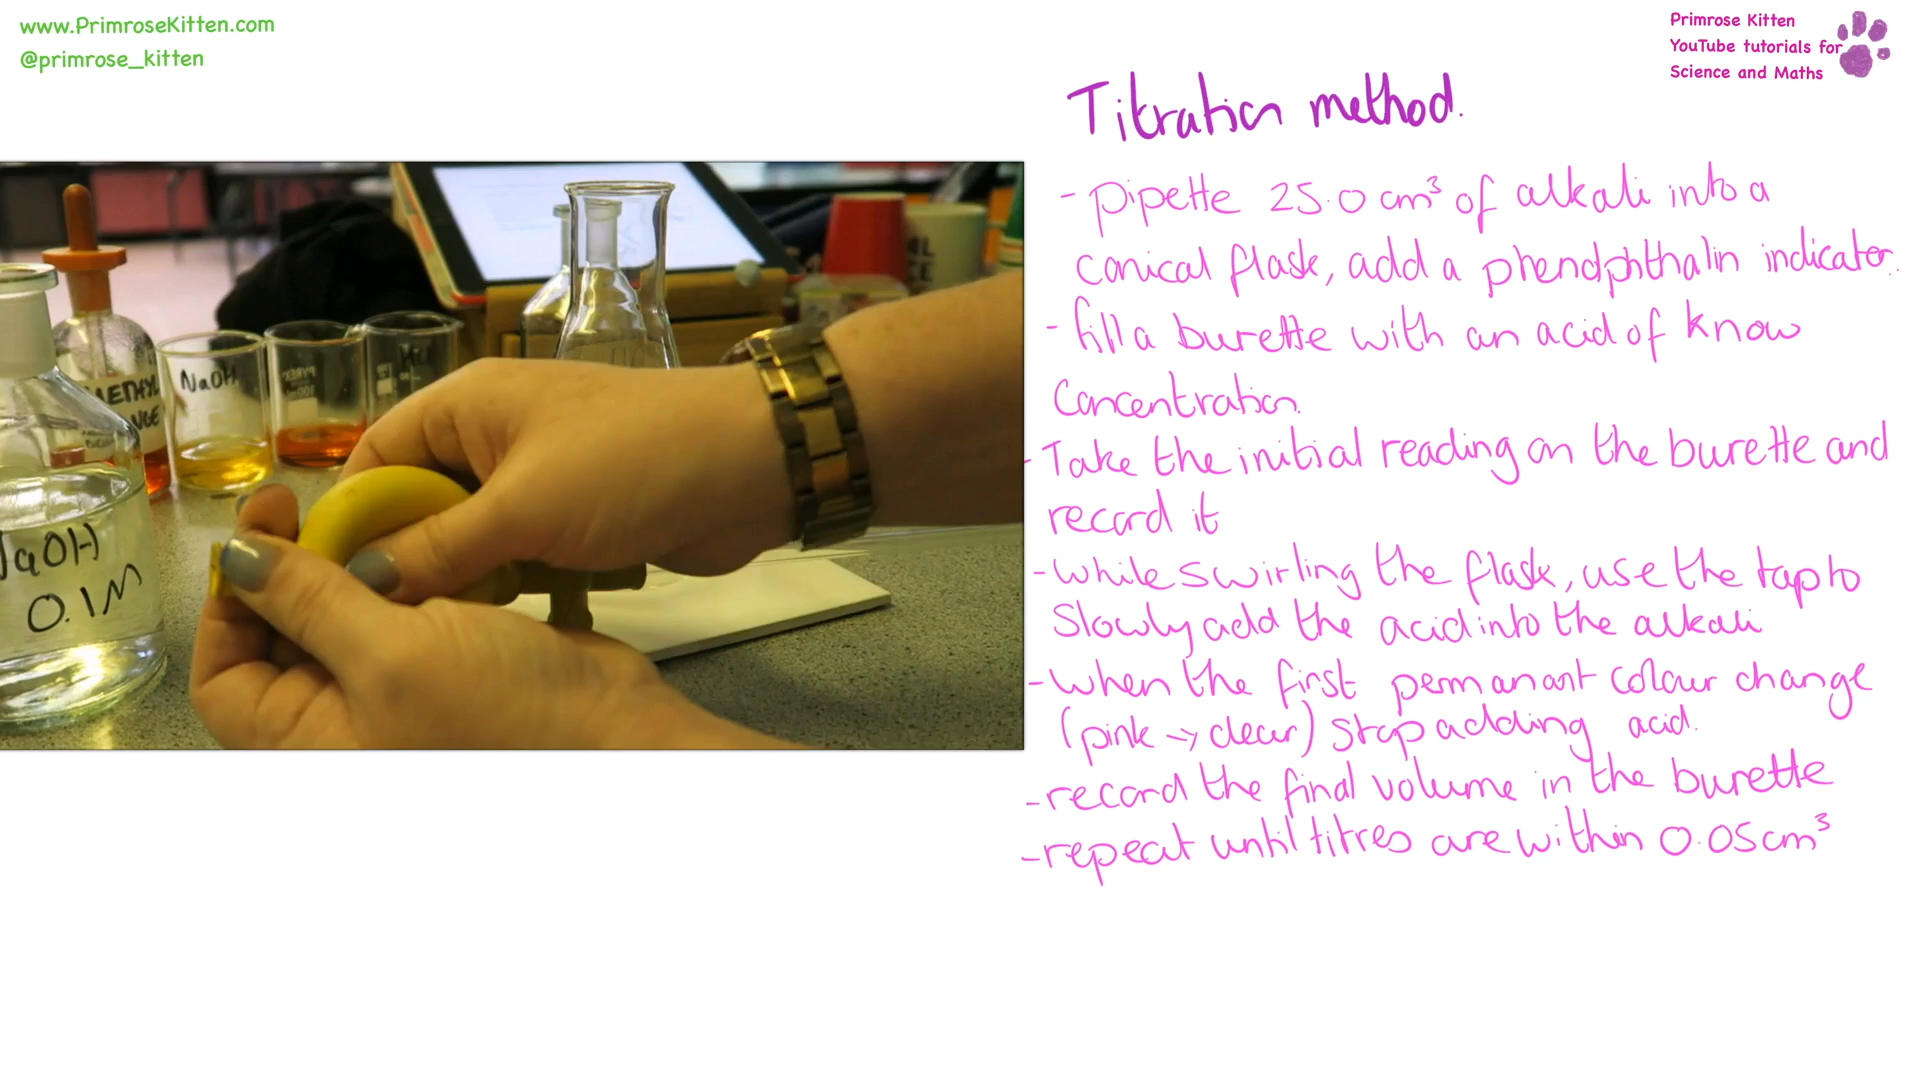 www.PrimroseKitten.com
@primrose_kitten
Primrose Kitten
YouTube tutorials for
Science and Maths
Titration method.
- pipette 25.0 cm³ of alkali into a
conical flask, add a phenolphthalin indicator.
- fill a burette with an acid of know
concentration.
- Take the initial reading on the burette and
record it
- while swirling the flask, use the tap to
slowly add the acid into the alkali
- when the first permanant colour change
(pink → clear) stop adding acid.
- record the final volume in the burette
- repeat until titres are within 0.05cm³
NaOH
PYREX
METHYL
NaOH
0.1M